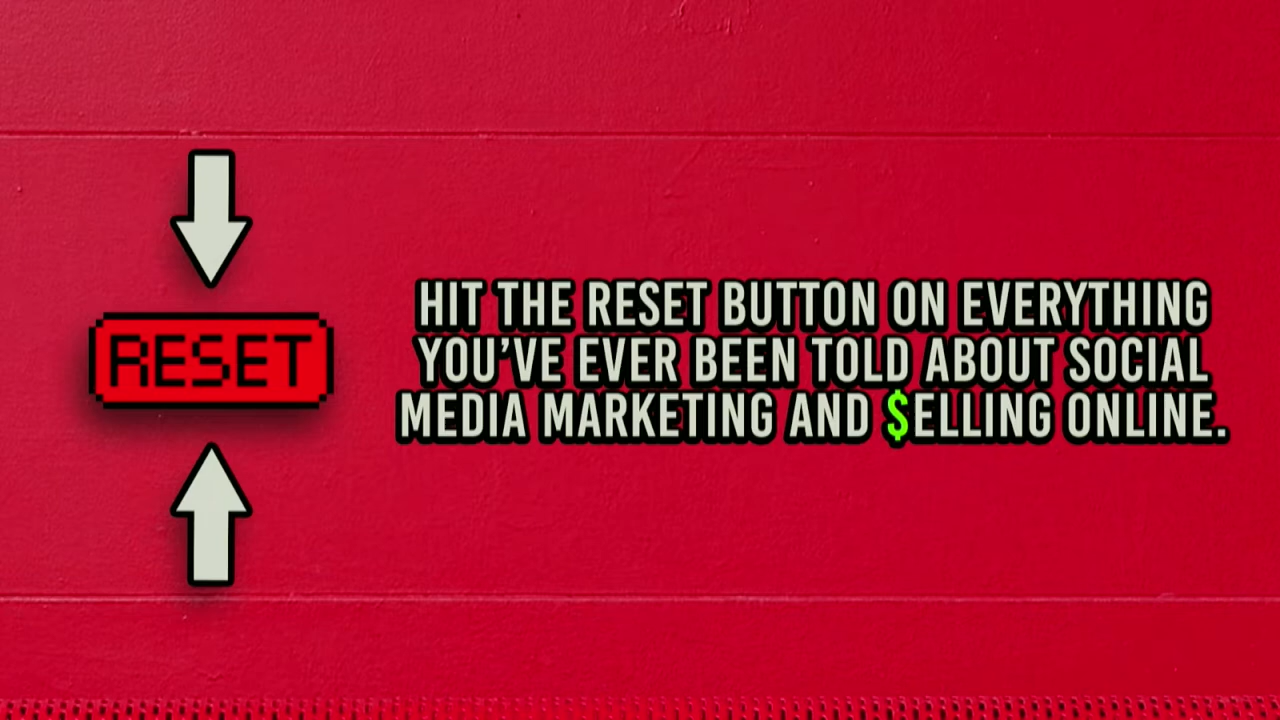 RESET
HIT THE RESET BUTTON ON EVERYTHING
YOU'VE EVER BEEN TOLD ABOUT SOCIAL
MEDIA MARKETING AND $ELLING ONLINE.